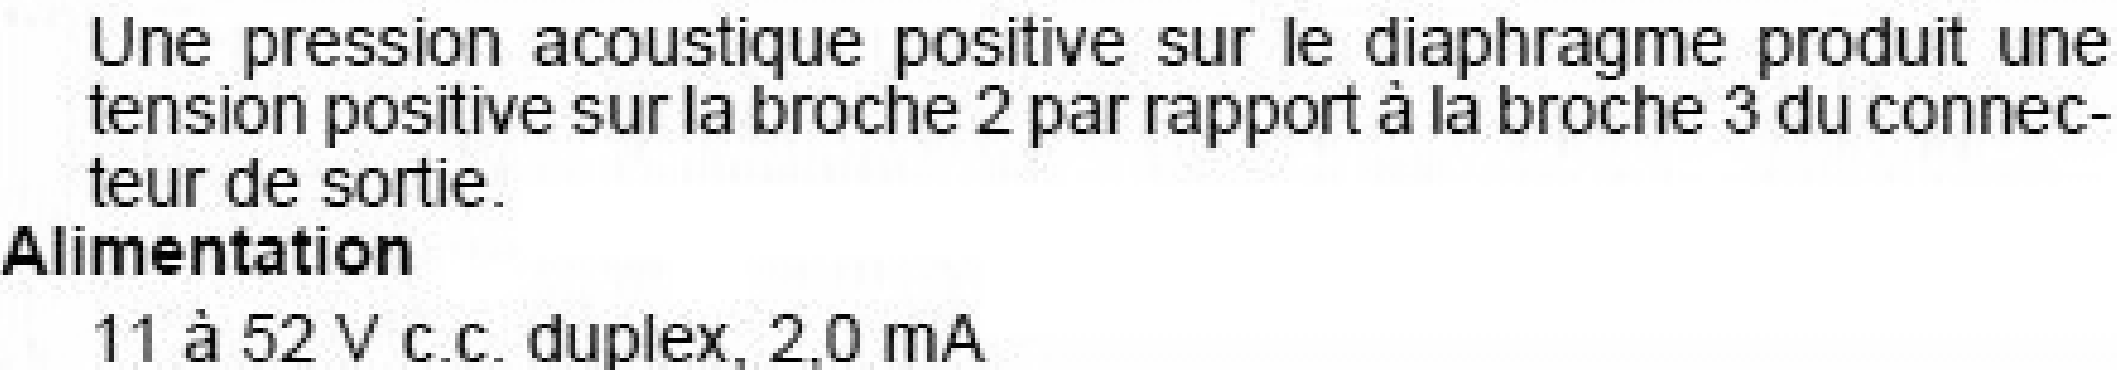 Une pression acoustique positive sur le diaphragme produit une
tension positive sur la broche 2 par rapport à la broche 3 du connec-
teur de sortie.
Alimentation
11 à 52 V c.c. duplex, 2,0 mA